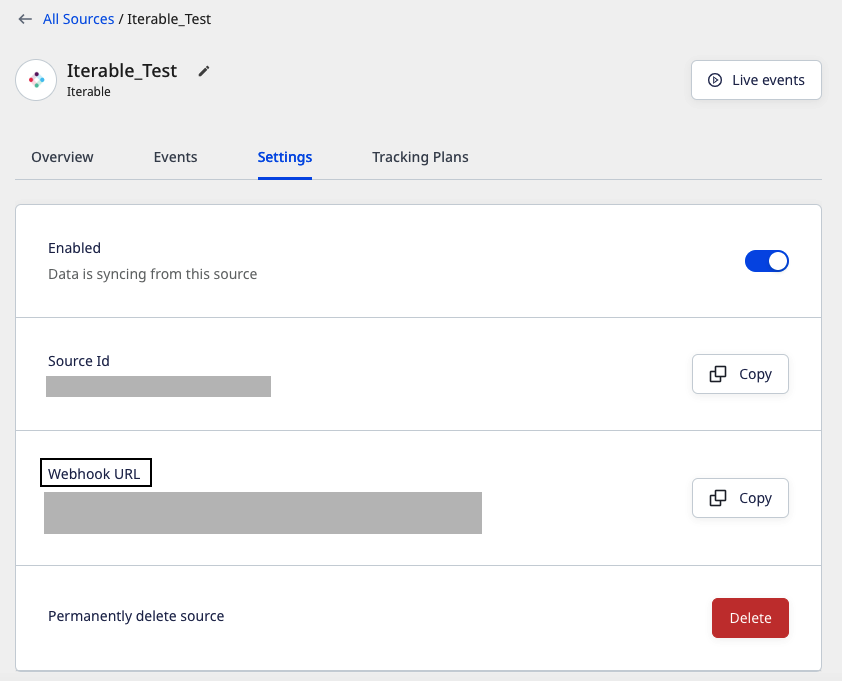 All Sources / Iterable_Test
Iterable_Test
Iterable
Live events
Overview Events Settings Tracking Plans
Enabled
Data is syncing from this source
Source Id
Copy
Webhook URL
Copy
Permanently delete source
Delete